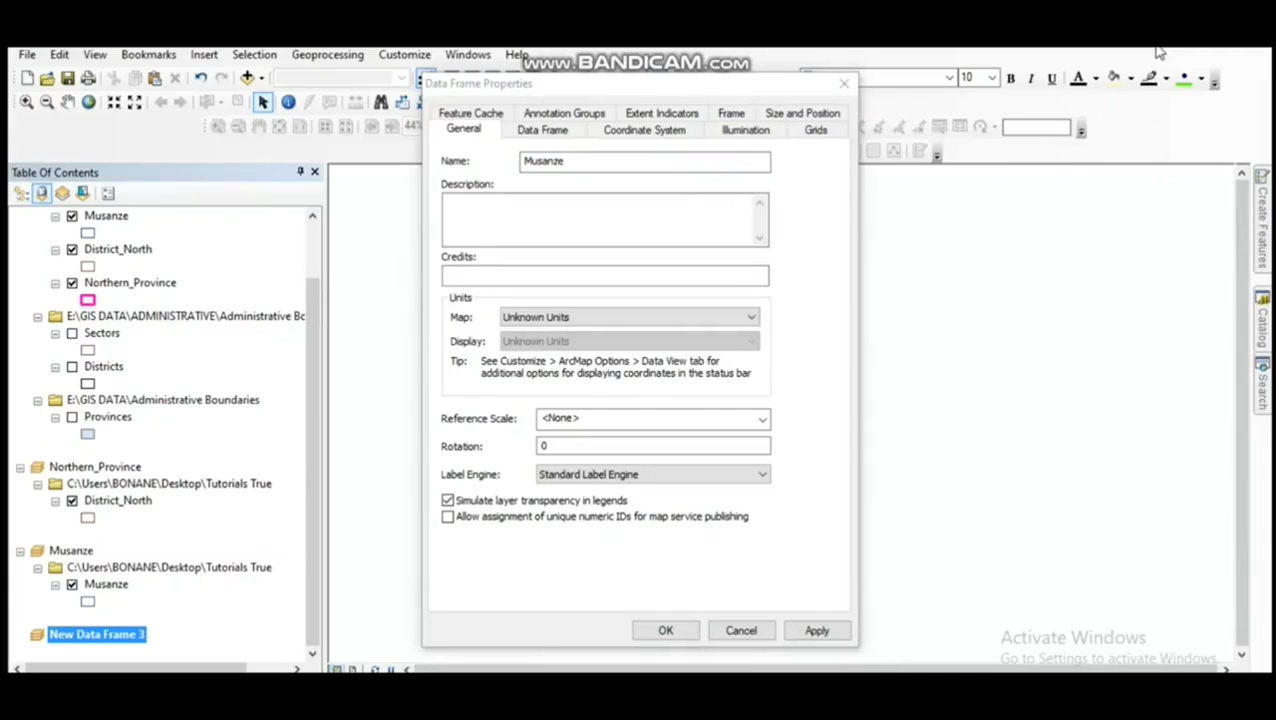 www.BANDICAM.com
File Edit View Bookmarks Insert Selection Geoprocessing Customize Windows Help
10 B I U A
44%
Table Of Contents
Musanze
District_North
Northern_Province
E:\GIS DATA\ADMINISTRATIVE\Administrative Bc
Sectors
Districts
E:\GIS DATA\Administrative Boundaries
Provinces
Northern_Province
C:\Users\BONANE\Desktop\Tutorials True
District_North
Musanze
C:\Users\BONANE\Desktop\Tutorials True
Musanze
New Data Frame 3
Data Frame Properties
Feature Cache Annotation Groups Extent Indicators Frame Size and Position
General Data Frame Coordinate System Illumination Grids
Name: Musanze
Description:
Credits:
Units
Map: Unknown Units
Display: Unknown Units
Tip: See Customize > ArcMap Options > Data View tab for
additional options for displaying coordinates in the status bar
Reference Scale: <None>
Rotation: 0
Label Engine: Standard Label Engine
Simulate layer transparency in legends
Allow assignment of unique numeric IDs for map service publishing
OK Cancel Apply
Create Features
Catalog
Search
Activate Windows
Go to Settings to activate Windows.